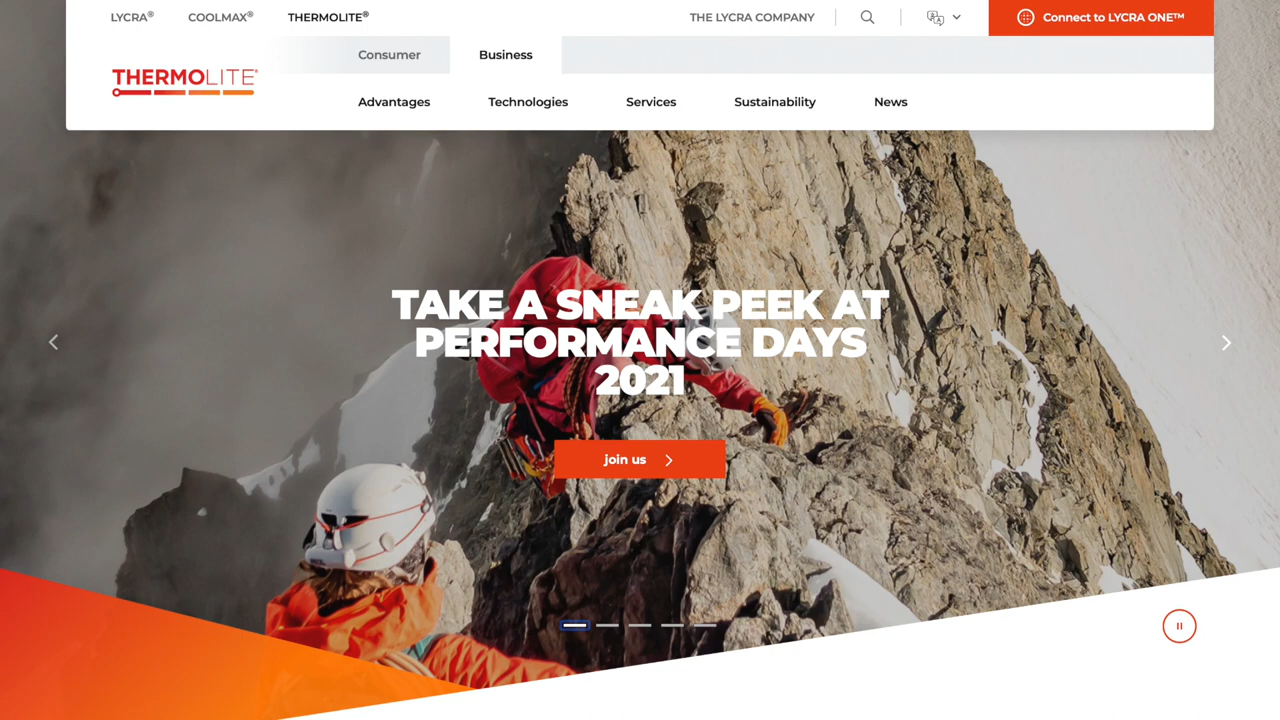 LYCRA® COOLMAX® THERMOLITE® THE LYCRA COMPANY Connect to LYCRA ONE™
Consumer Business
THERMOLITE®
Advantages Technologies Services Sustainability News
TAKE A SNEAK PEEK AT
PERFORMANCE DAYS
2021
join us